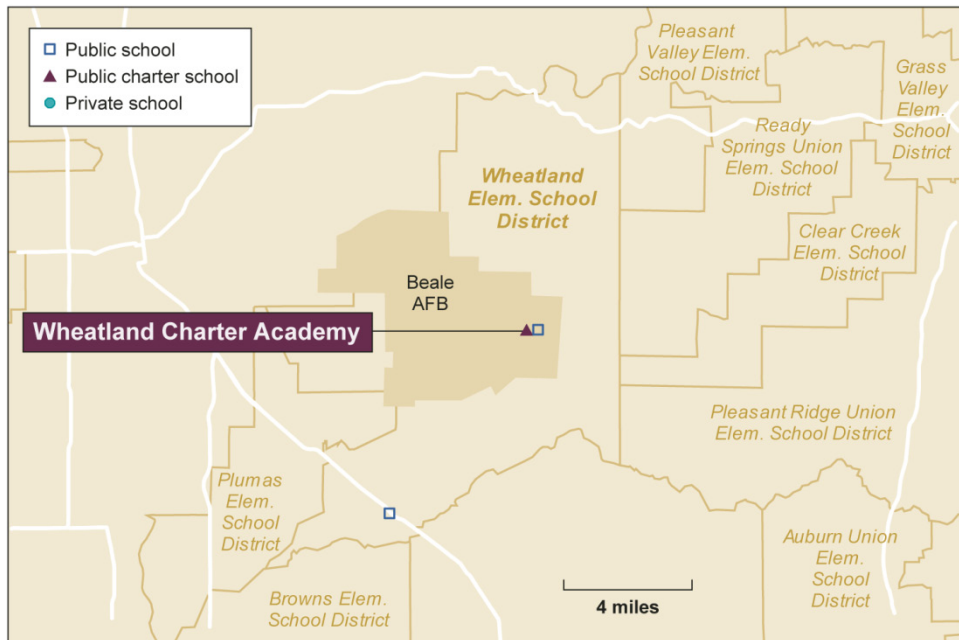 Public school
Public charter school
Private school
Pleasant
Valley Elem.
School District
Grass
Valley
Elem.
School
District
Ready
Springs Union
Elem. School
District
Wheatland
Elem. School
District
Clear Creek
Elem. School
District
Beale
AFB
Wheatland Charter Academy
Pleasant Ridge Union
Elem. School District
Plumas
Elem.
School
District
Auburn Union
Elem.
School
District
Browns Elem.
School District
4 miles